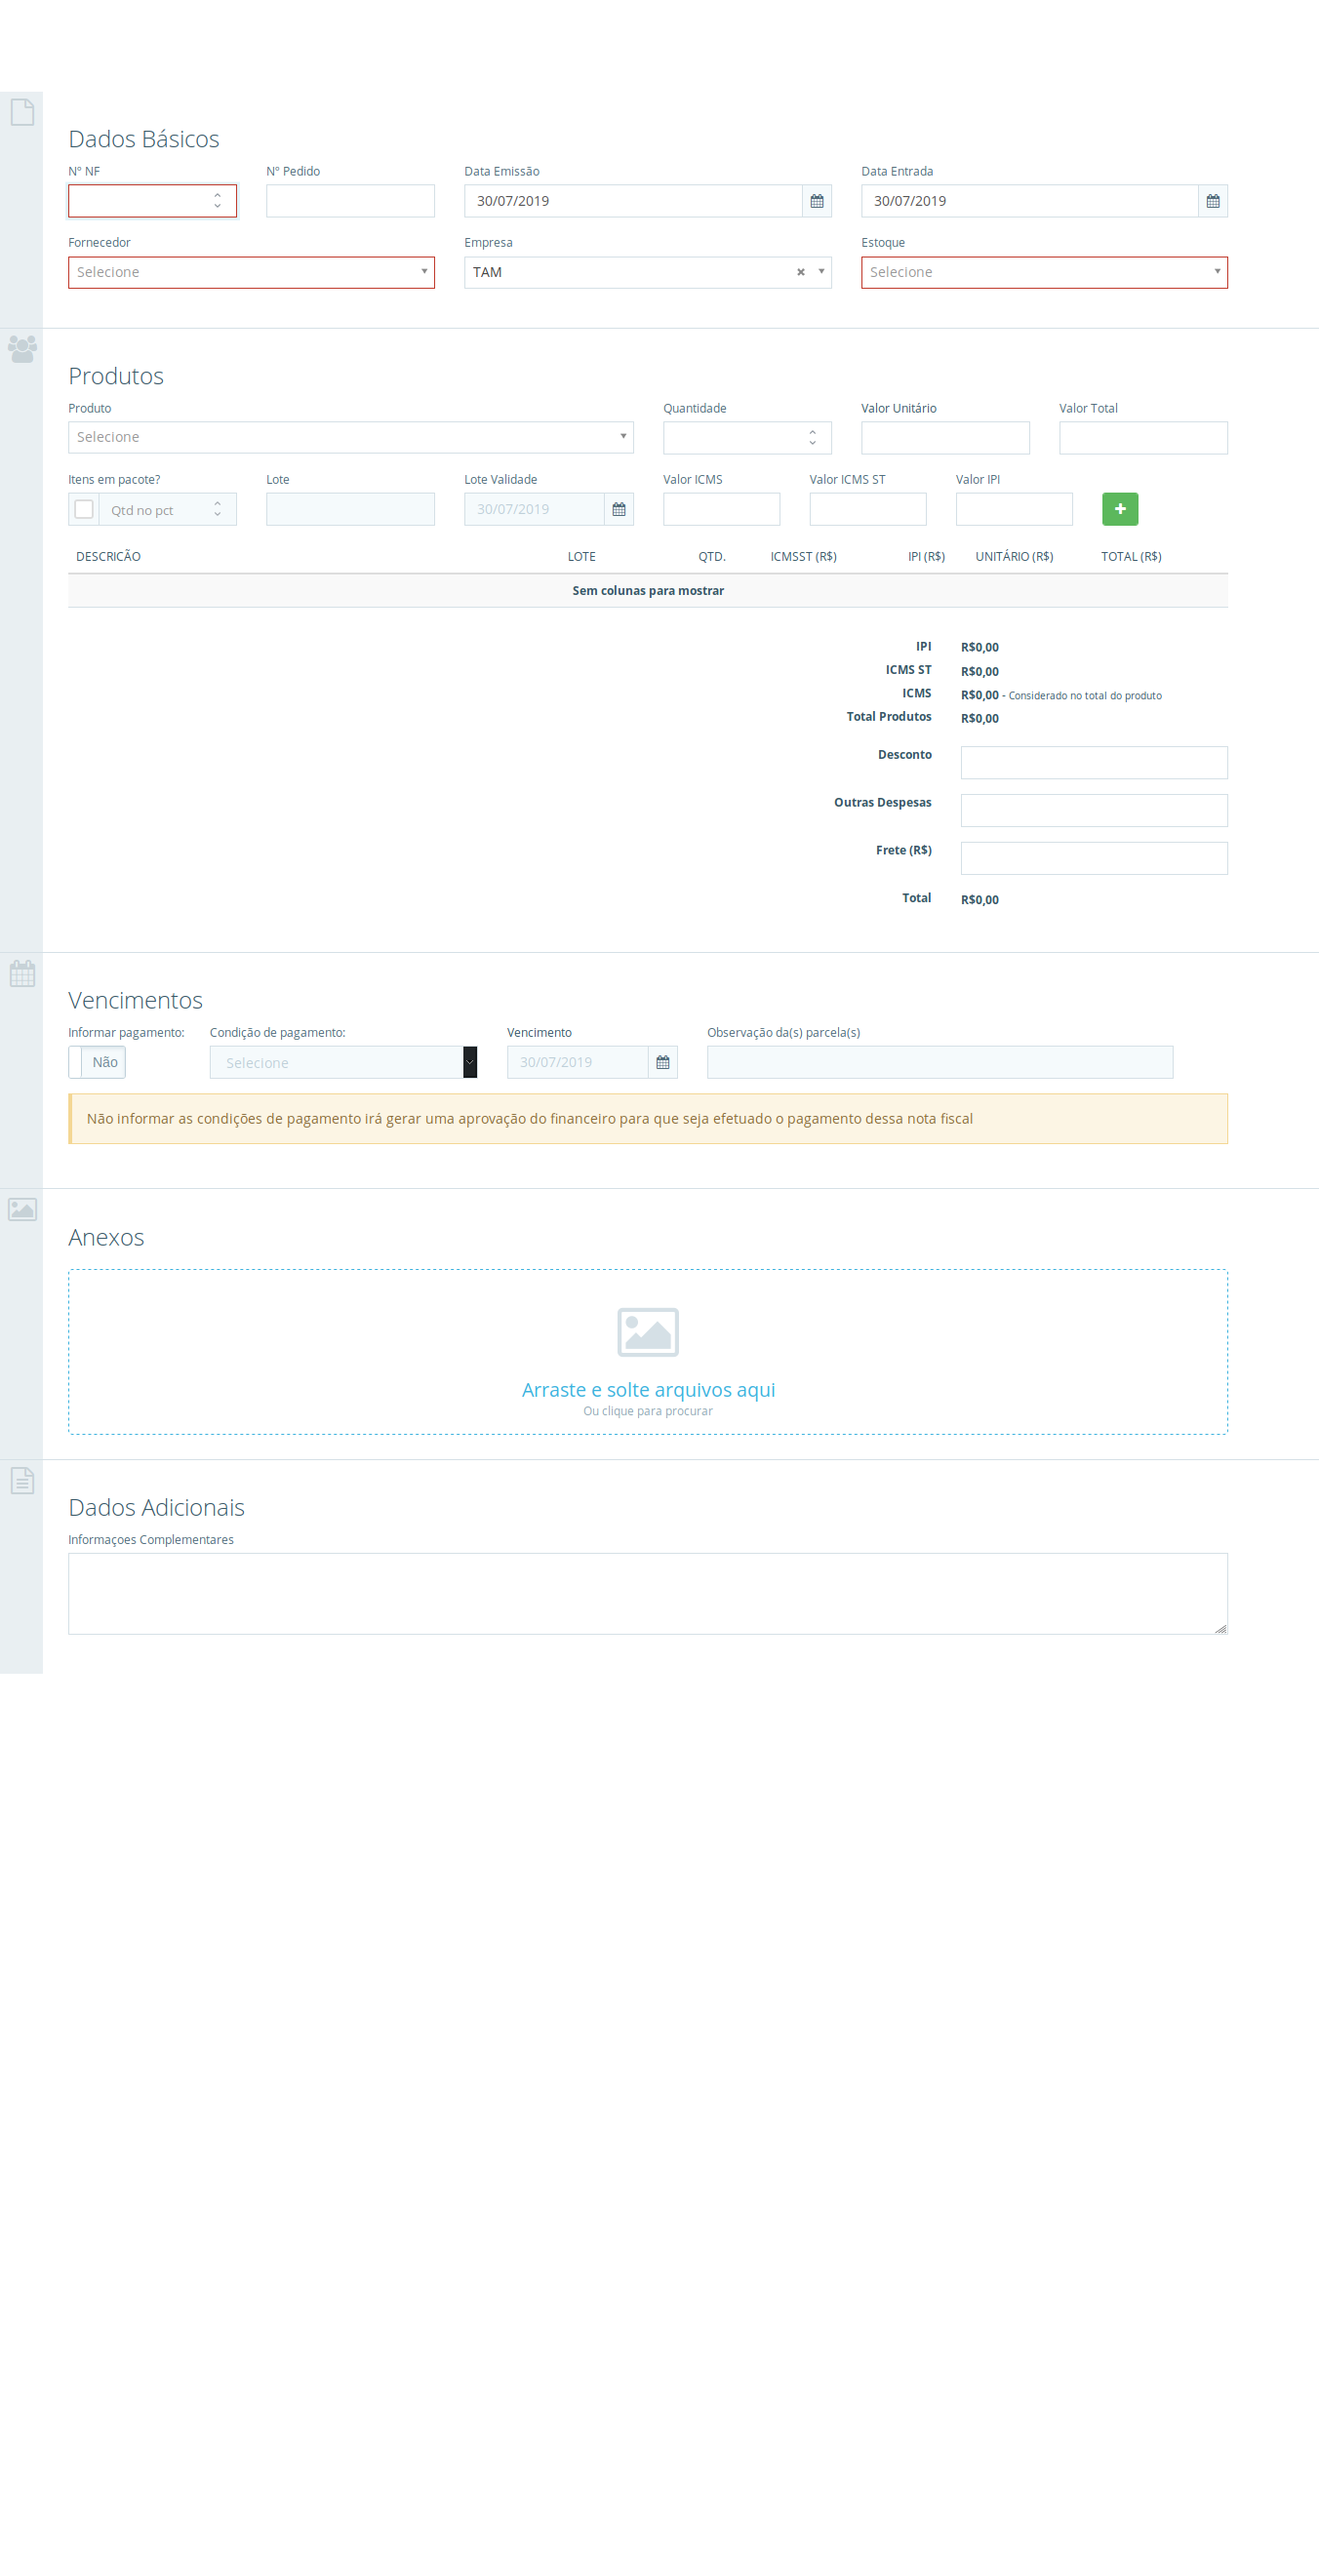 Dados Básicos
Nº NF Nº Pedido Data Emissão Data Entrada
30/07/2019 30/07/2019
Fornecedor Empresa Estoque
Selecione TAM Selecione
Produtos
Produto Quantidade Valor Unitário Valor Total
Selecione
Itens em pacote? Lote Lote Validade Valor ICMS Valor ICMS ST Valor IPI
Qtd no pct 30/07/2019
DESCRICÃO LOTE QTD. ICMSST (R$) IPI (R$) UNITÁRIO (R$) TOTAL (R$)
Sem colunas para mostrar
IPI R$0,00
ICMS ST R$0,00
ICMS R$0,00 - Considerado no total do produto
Total Produtos R$0,00
Desconto
Outras Despesas
Frete (R$)
Total R$0,00
Vencimentos
Informar pagamento: Condição de pagamento: Vencimento Observação da(s) parcela(s)
Não Selecione 30/07/2019
Não informar as condições de pagamento irá gerar uma aprovação do financeiro para que seja efetuado o pagamento dessa nota fiscal
Anexos
Arraste e solte arquivos aqui
Ou clique para procurar
Dados Adicionais
Informaçoes Complementares